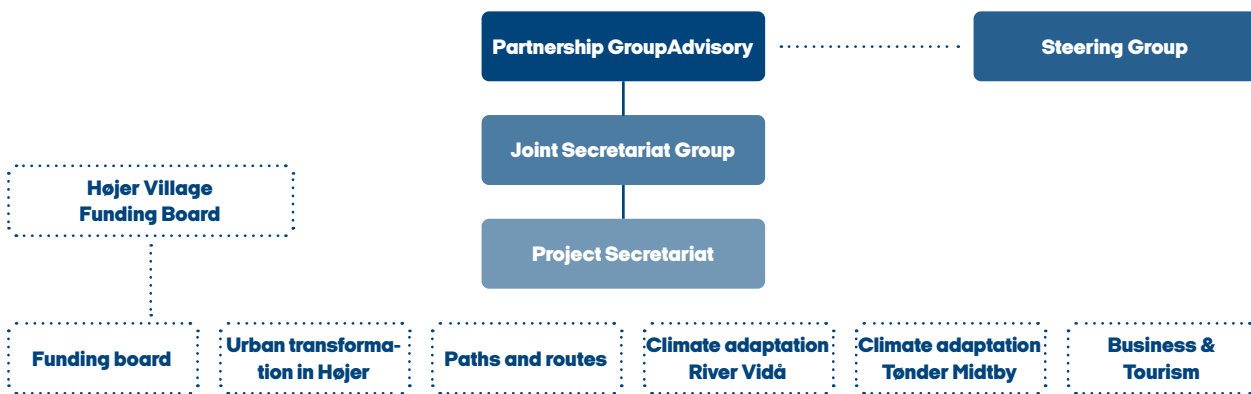 Partnership GroupAdvisory
Steering Group
Joint Secretariat Group
Højer Village
Funding Board
Project Secretariat
Funding board
Urban transforma-
tion in Højer
Paths and routes
Climate adaptation
River Vidå
Climate adaptation
Tønder Midtby
Business &
Tourism